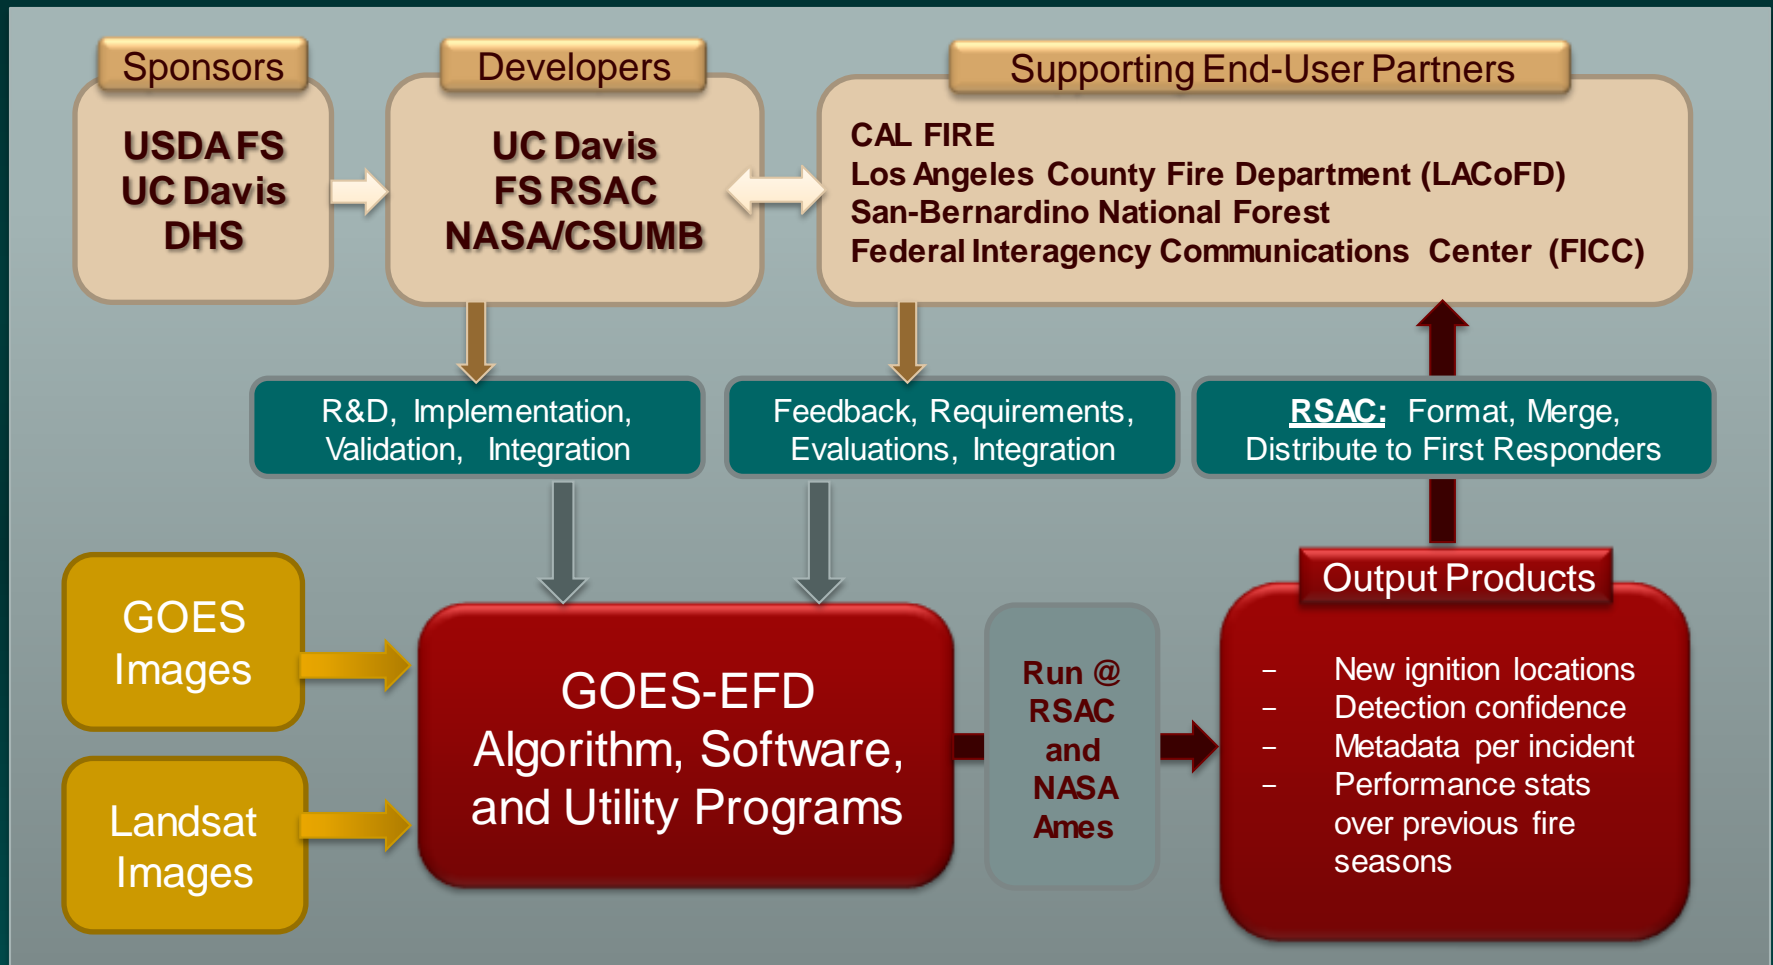 Sponsors
USDA FS
UC Davis
DHS
Developers
UC Davis
FS RSAC
NASA/CSUMB
Supporting End-User Partners
CAL FIRE
Los Angeles County Fire Department (LACoFD)
San-Bernardino National Forest
Federal Interagency Communications Center (FICC)
R&D, Implementation,
Validation, Integration
Feedback, Requirements,
Evaluations, Integration
RSAC: Format, Merge,
Distribute to First Responders
GOES
Images
Landsat
Images
GOES-EFD
Algorithm, Software,
and Utility Programs
Run @
RSAC
and
NASA
Ames
Output Products
- New ignition locations
- Detection confidence
- Metadata per incident
- Performance stats
over previous fire
seasons